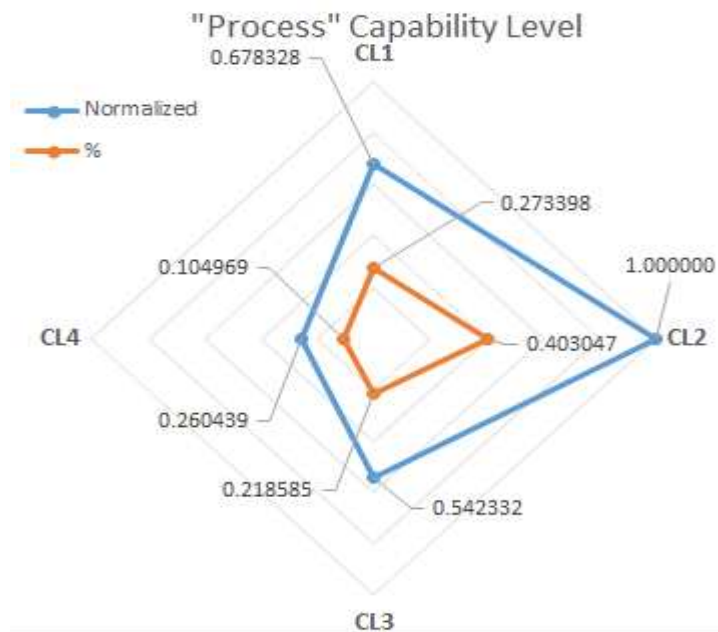 "Process" Capability Level
CL1
0.678328
Normalized
%
0.273398
0.104969
1.000000
CL4
CL2
0.403047
0.260439
0.218585
0.542332
CL3